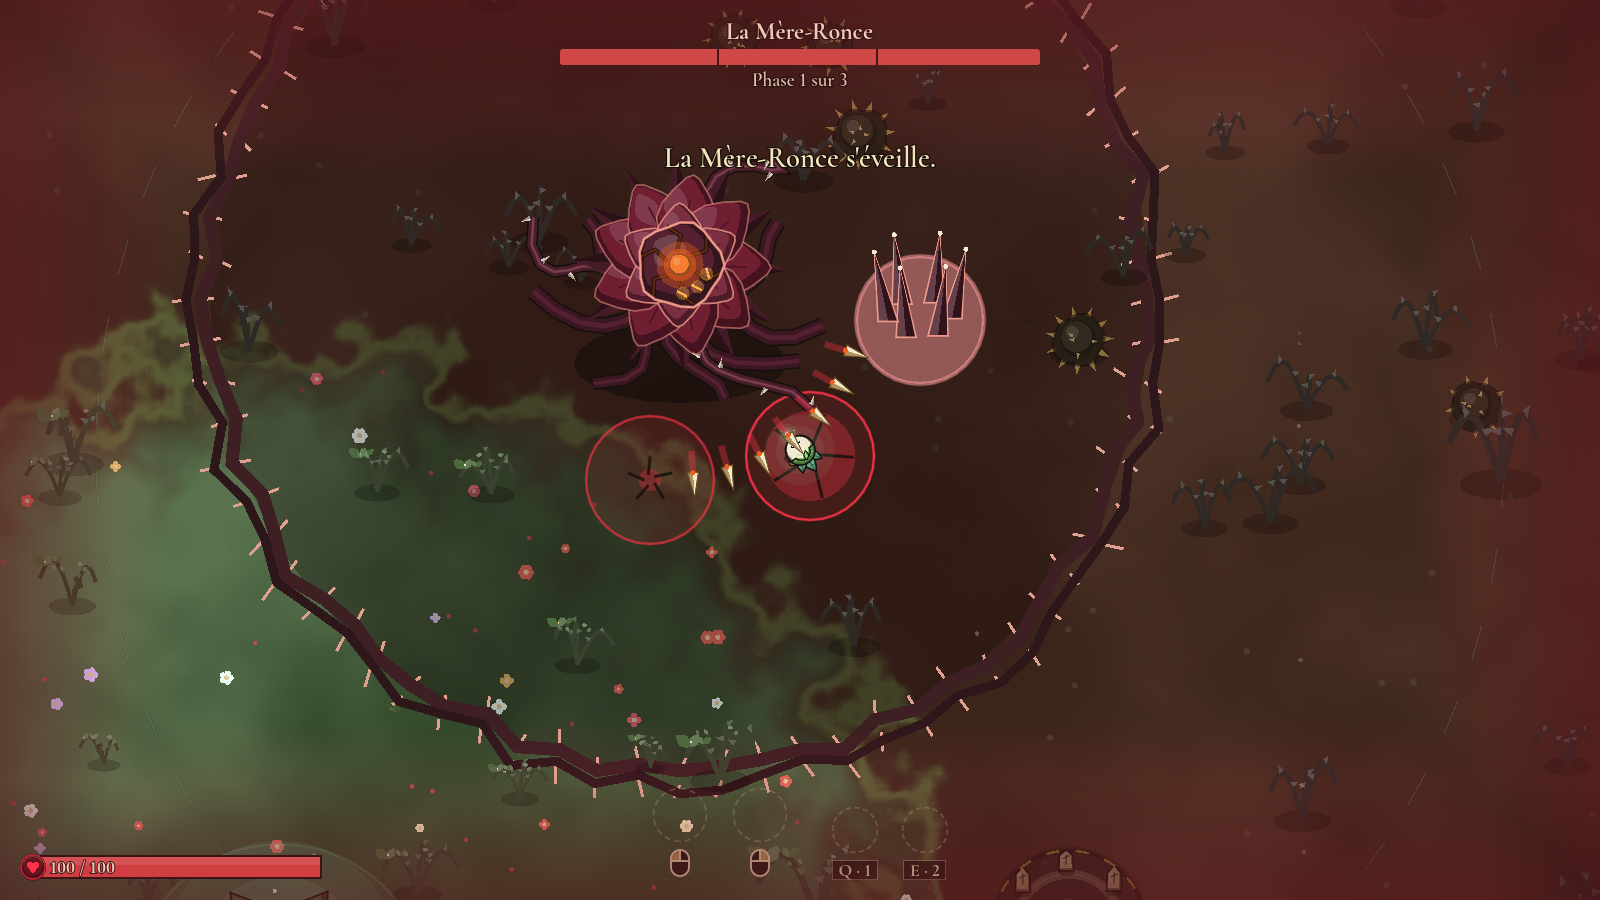 La Mère-Ronce
Phase 1 sur 3
La Mère-Ronce s'éveille.
100 / 100
Q · 1
E · 2